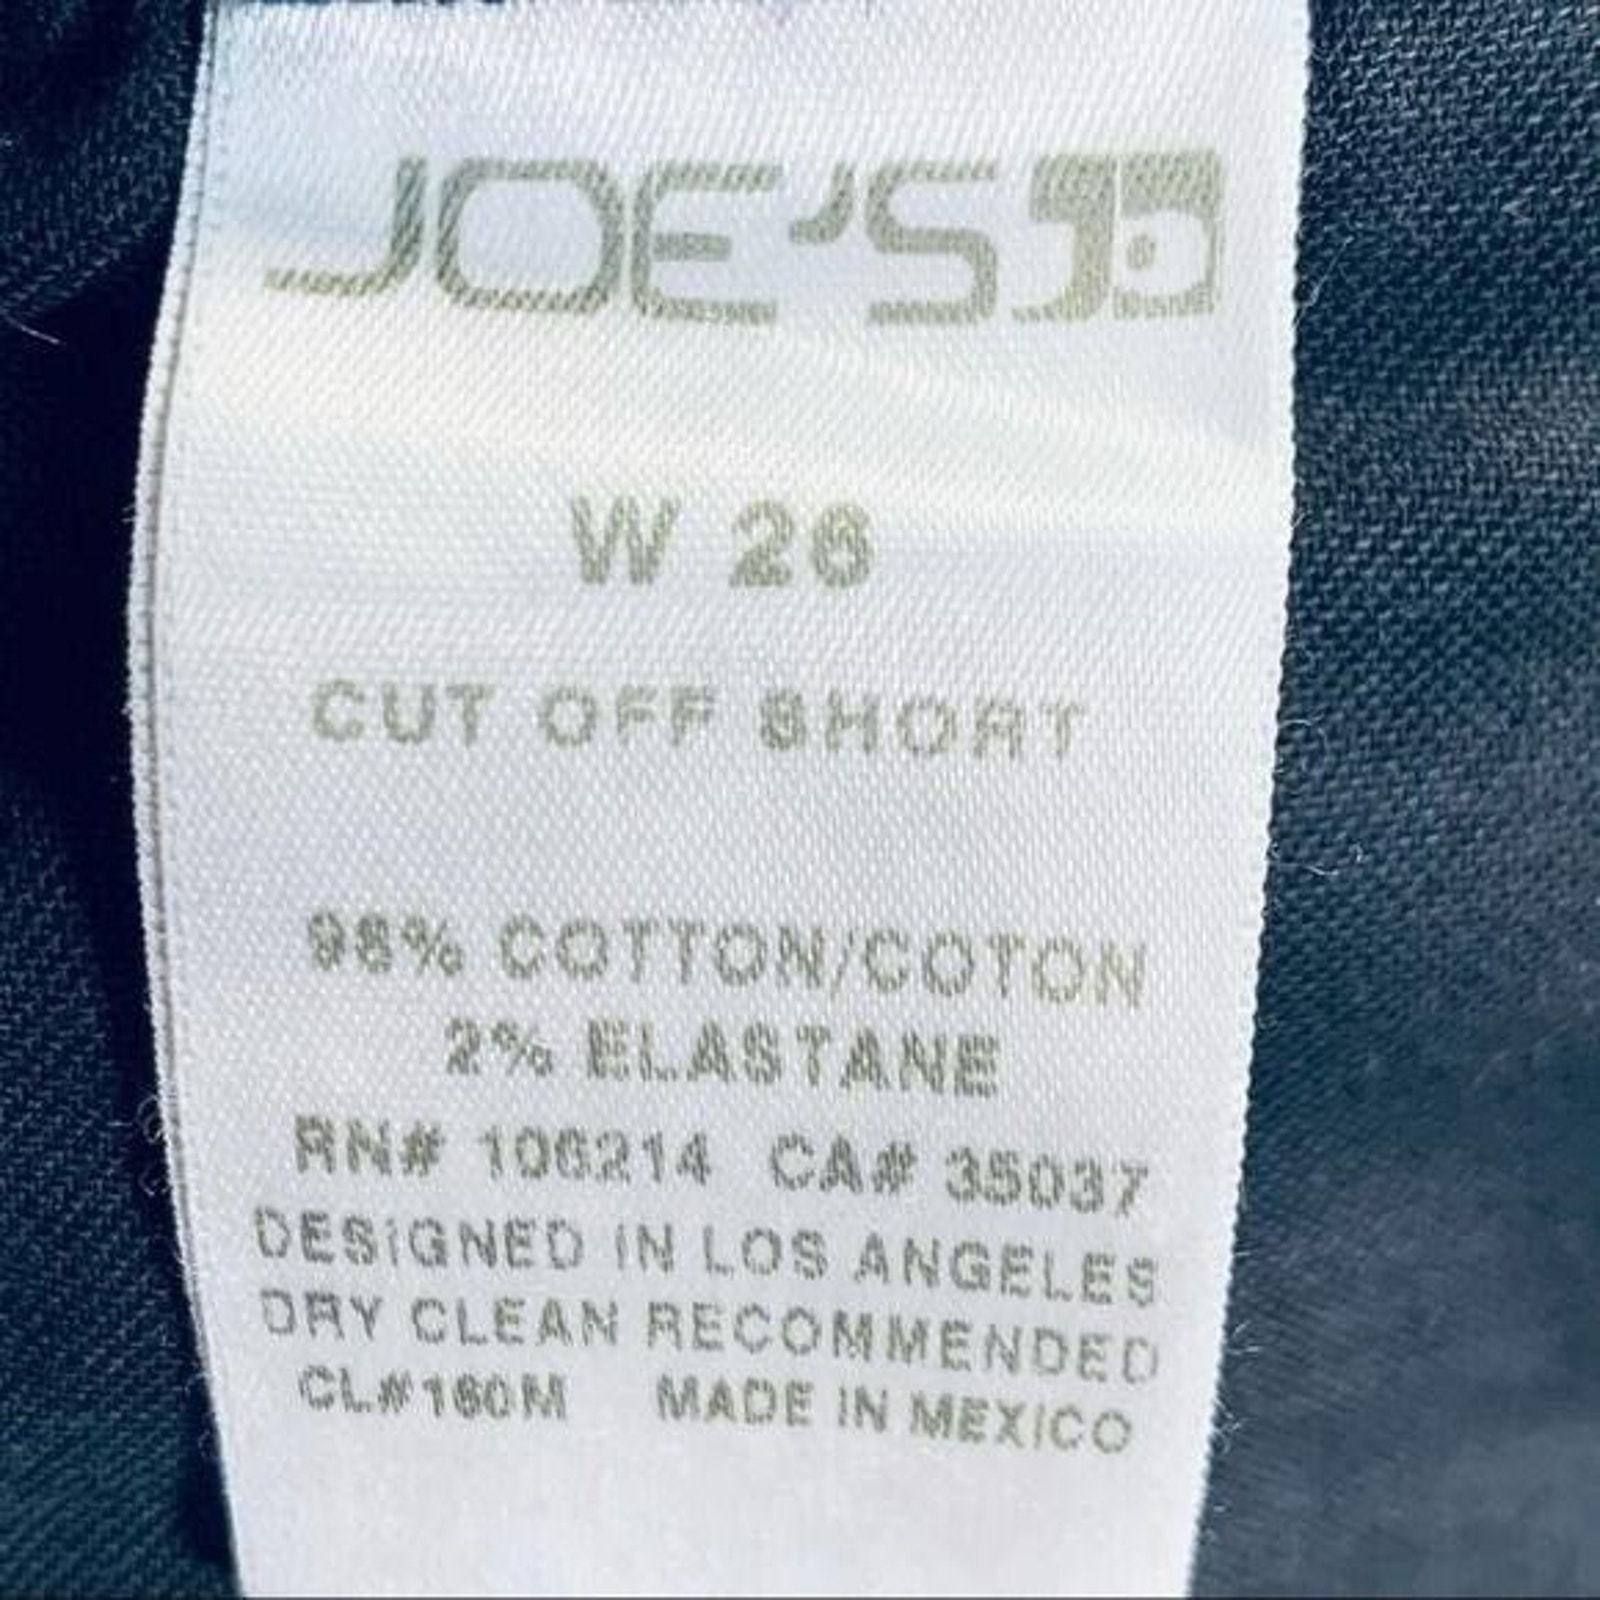 JOE'S
W 26
CUT OFF SHORT
98% COTTON/COTON
2% ELASTANE
RN# 106214 CA# 35037
DESIGNED IN LOS ANGELES
DRY CLEAN RECOMMENDED
CL#160M MADE IN MEXICO